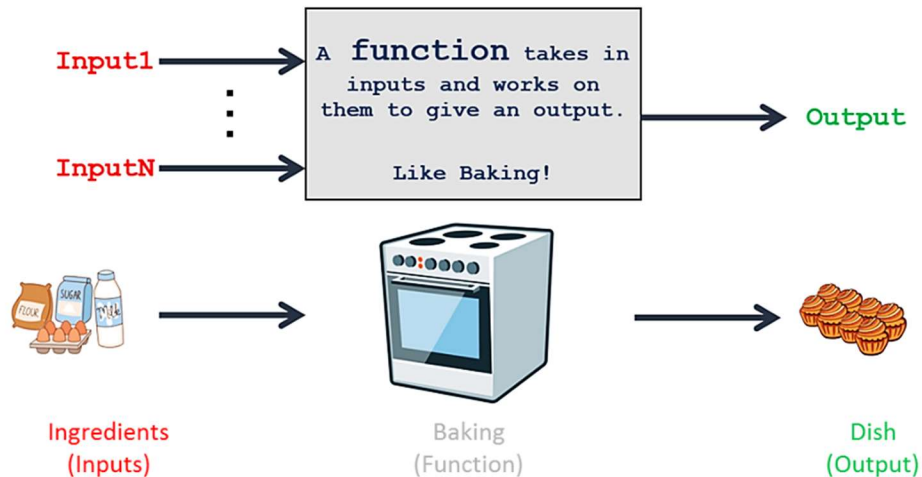 Input1
InputN
A function takes in
inputs and works on
them to give an output.
Like Baking!
Output
FLOUR
SUGAR
Milk
Ingredients
(Inputs)
Baking
(Function)
Dish
(Output)